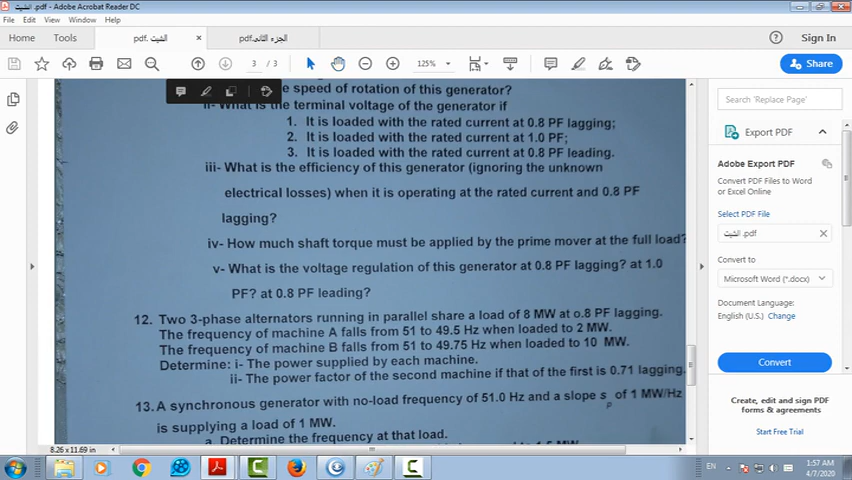 الشيت .pdf - Adobe Acrobat Reader DC
File Edit View Window Help
Home Tools الشيت .pdf × الجزء الثانى.pdf Sign In
3 / 3 125% Share
speed of rotation of this generator?
ii- What is the terminal voltage of the generator if
1. It is loaded with the rated current at 0.8 PF lagging;
2. It is loaded with the rated current at 1.0 PF;
3. It is loaded with the rated current at 0.8 PF leading.
iii- What is the efficiency of this generator (ignoring the unknown
electrical losses) when it is operating at the rated current and 0.8 PF
lagging?
iv- How much shaft torque must be applied by the prime mover at the full load?
v- What is the voltage regulation of this generator at 0.8 PF lagging? at 1.0
PF? at 0.8 PF leading?
12. Two 3-phase alternators running in parallel share a load of 8 MW at o.8 PF lagging.
The frequency of machine A falls from 51 to 49.5 Hz when loaded to 2 MW.
The frequency of machine B falls from 51 to 49.75 Hz when loaded to 10 MW.
Determine: i- The power supplied by each machine.
ii- The power factor of the second machine if that of the first is 0.71 lagging.
13. A synchronous generator with no-load frequency of 51.0 Hz and a slope sp of 1 MW/Hz
is supplying a load of 1 MW.
a. Determine the frequency at that load.
8.26 x 11.69 in
Search 'Replace Page'
Export PDF
Adobe Export PDF
Convert PDF Files to Word
or Excel Online
Select PDF File
الشيت .pdf
Convert to
Microsoft Word (*.docx)
Document Language:
English (U.S.) Change
Convert
Create, edit and sign PDF
forms & agreements
Start Free Trial
EN 1:57 AM
4/7/2020